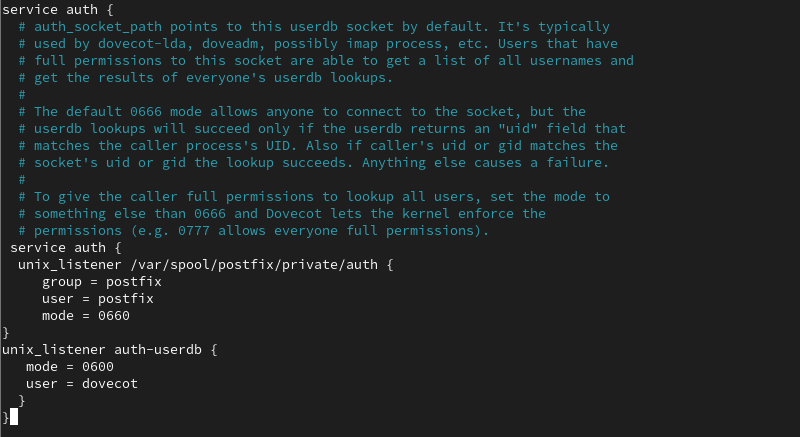 service auth {
  # auth_socket_path points to this userdb socket by default. It's typically
  # used by dovecot-lda, doveadm, possibly imap process, etc. Users that have
  # full permissions to this socket are able to get a list of all usernames and
  # get the results of everyone's userdb lookups.
  #
  # The default 0666 mode allows anyone to connect to the socket, but the
  # userdb lookups will succeed only if the userdb returns an "uid" field that
  # matches the caller process's UID. Also if caller's uid or gid matches the
  # socket's uid or gid the lookup succeeds. Anything else causes a failure.
  #
  # To give the caller full permissions to lookup all users, set the mode to
  # something else than 0666 and Dovecot lets the kernel enforce the
  # permissions (e.g. 0777 allows everyone full permissions).
 service auth {
  unix_listener /var/spool/postfix/private/auth {
     group = postfix
     user = postfix
     mode = 0660
}
unix_listener auth-userdb {
   mode = 0600
   user = dovecot
  }
}